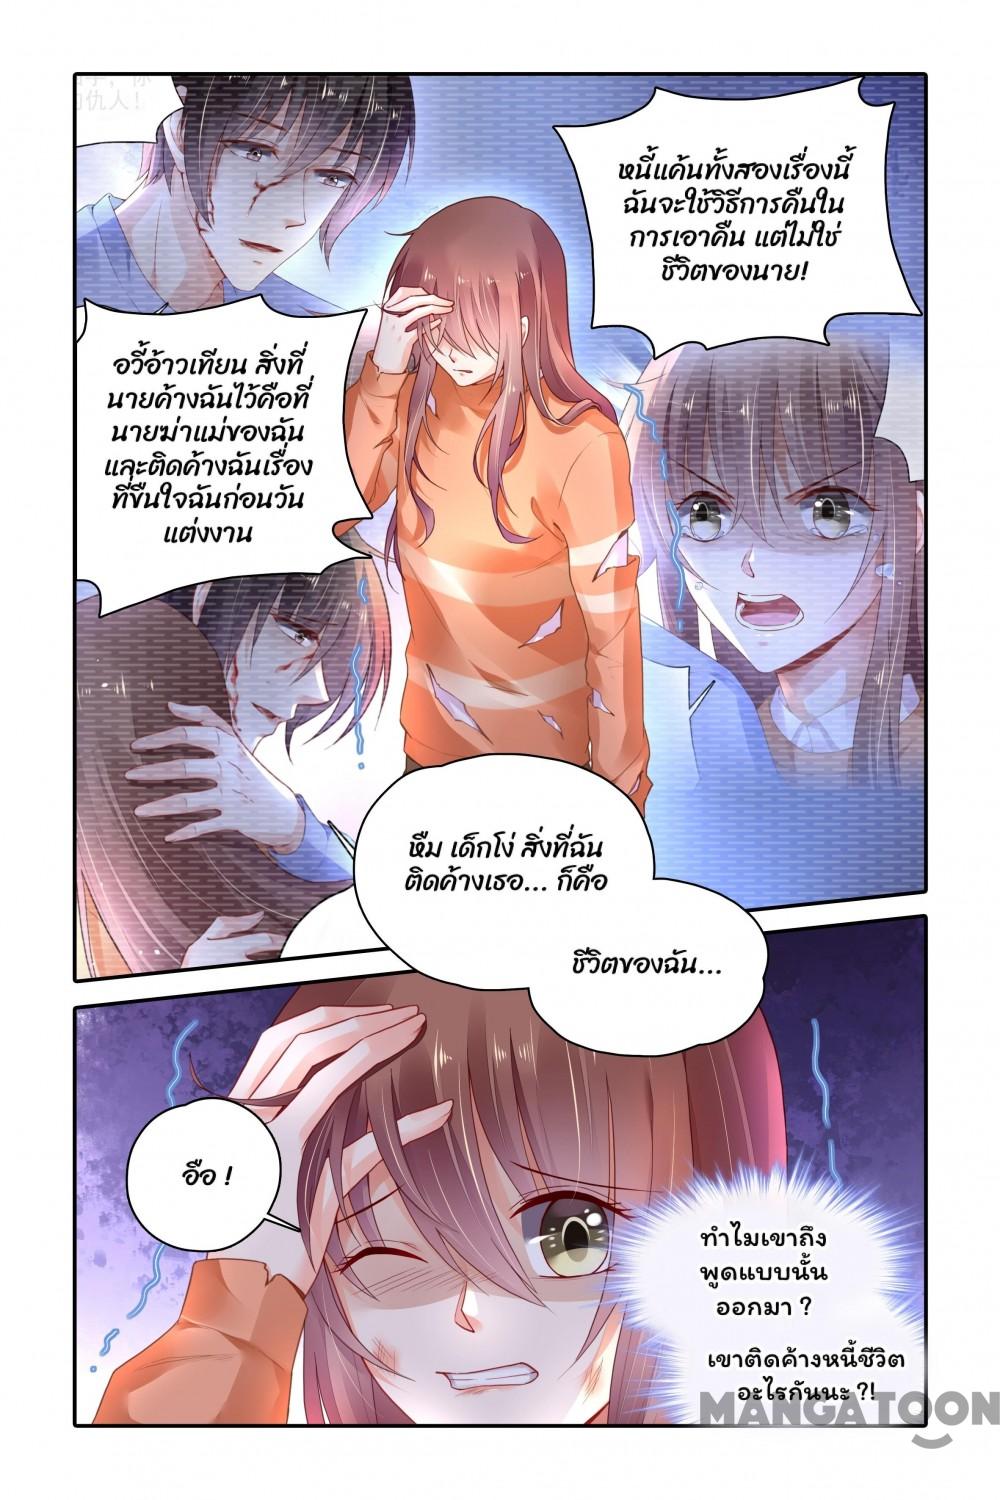 的仇人！
หนี้แค้นทั้งสองเรื่องนี้
ฉันจะใช้วิธีการคืนใน
การเอาคืน แต่ไม่ใช่
ชีวิตของนาย!
อวี้อ้าวเทียน สิ่งที่
นายค้างฉันไว้คือที่
นายฆ่าแม่ของฉัน
และติดค้างฉันเรื่อง
ที่ขืนใจฉันก่อนวัน
แต่งงาน
หึม เด็กโง่ สิ่งที่ฉัน
ติดค้างเธอ... ก็คือ
ชีวิตของฉัน...
อือ !
ทำไมเขาถึง
พูดแบบนั้น
ออกมา ?
เขาติดค้างหนี้ชีวิต
อะไรกันนะ ?!
MANGATOON